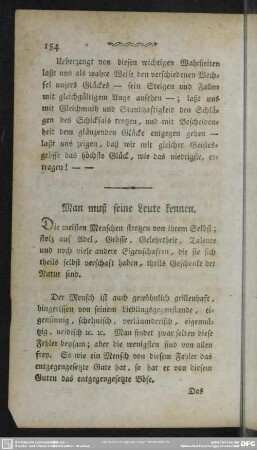 154
Ueberzeugt von diesen wichtigen Wahrheiten
laßt uns als wahre Weise den verschiedenen Wech-
sel unsers Glückes — sein Steigen und Fallen
mit gleichgültigem Auge ansehen —; laßt uns
mit Gleichmuth und Standhaftigkeit den Schlä-
gen des Schicksals trotzen, und mit Bescheiden-
heit dem glänzenden Glücke entgegen gehen —
laßt uns zeigen, daß wir mit gleicher Geistes-
größe das höchste Glück, wie das niedrigste, er-
tragen! — —
Man muß seine Leute kennen.
Die meisten Menschen strotzen von ihrem Selbst;
stolz auf Adel, Größe, Gelehrtheit, Talente
und noch viele andere Eigenschaften, die sie sich
theils selbst verschaft haben, theils Geschenke der
Natur sind.
Der Mensch ist auch gewöhnlich grillenhaft,
hingerissen von seinem Lieblingsgegenstande, ei-
gensinnig, schelmisch, verläumderisch, eigennü-
tzig, neidisch ꝛc. ꝛc. Man findet zwar selten diese
Fehler beysam; aber die wenigsten sind von allen
frey. So wie ein Mensch von diesem Fehler das
entgegengesetzte Gute hat, so hat er von diesem
Guten das entgegengesetzte Böse.
Das
DFG